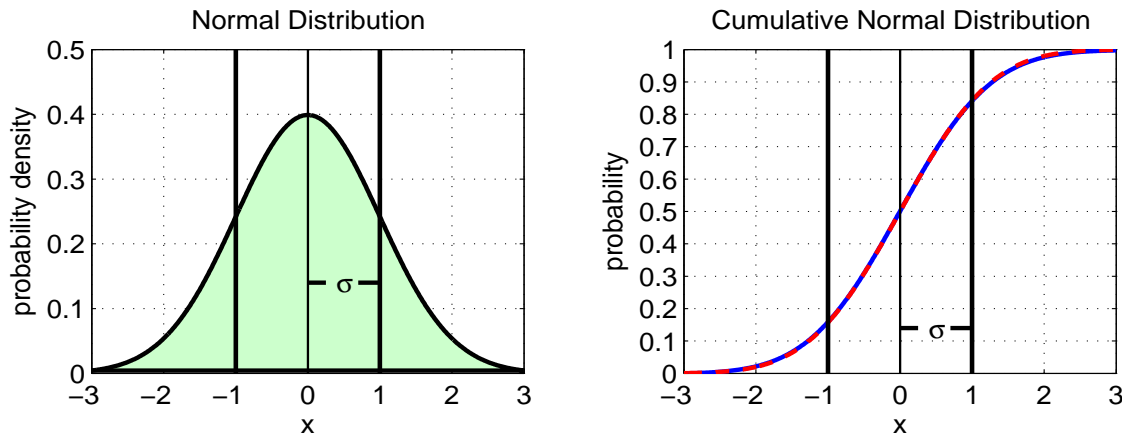 Normal Distribution
probability density
0.5
0.4
0.3
0.2
0.1
0
σ
−3 −2 −1 0 1 2 3
x
Cumulative Normal Distribution
probability
1
0.9
0.8
0.7
0.6
0.5
0.4
0.3
0.2
0.1
0
σ
−3 −2 −1 0 1 2 3
x